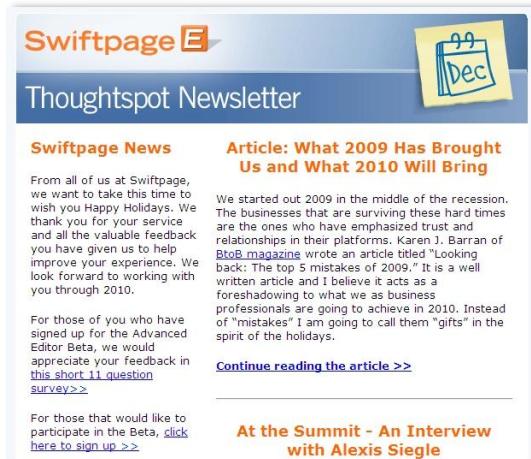 Swiftpage E
Dec
Thoughtspot Newsletter
Swiftpage News
From all of us at Swiftpage,
we want to take this time to
wish you Happy Holidays. We
thank you for your service
and all the valuable feedback
you have given us to help
improve your experience. We
look forward to working with
you through 2010.
For those of you who have
signed up for the Advanced
Editor Beta, we would
appreciate your feedback in
this short 11 question
survey>>
For those that would like to
participate in the Beta, click
here to sign up >>
Article: What 2009 Has Brought
Us and What 2010 Will Bring
We started out 2009 in the middle of the recession.
The businesses that are surviving these hard times
are the ones who have emphasized trust and
relationships in their platforms. Karen J. Barran of
BtoB magazine wrote an article titled “Looking
back: The top 5 mistakes of 2009.” It is a well
written article and I believe it acts as a
foreshadowing to what we as business
professionals are going to achieve in 2010. Instead
of “mistakes” I am going to call them “gifts” in the
spirit of the holidays.
Continue reading the article >>
At the Summit - An Interview
with Alexis Siegle